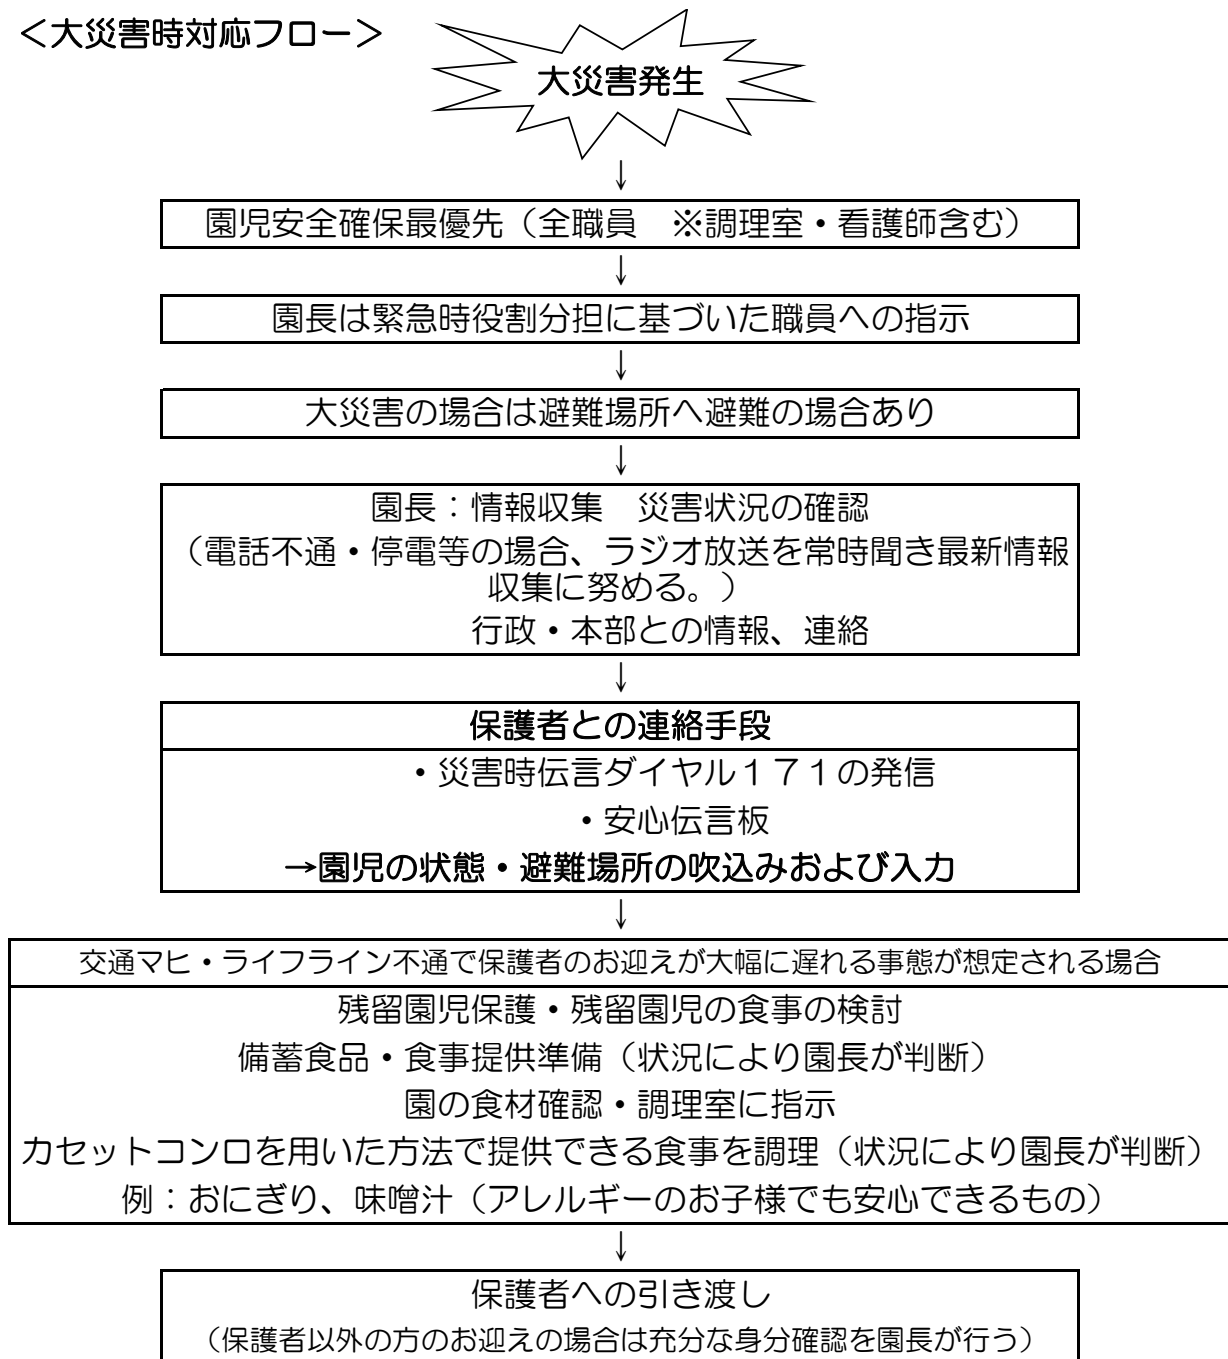 ＜大災害時対応フロー＞
大災害発生
↓
園児安全確保最優先（全職員　※調理室・看護師含む）
↓
園長は緊急時役割分担に基づいた職員への指示
↓
大災害の場合は避難場所へ避難の場合あり
↓
園長：情報収集　災害状況の確認
（電話不通・停電等の場合、ラジオ放送を常時聞き最新情報
収集に努める。）
行政・本部との情報、連絡
↓
保護者との連絡手段
・災害時伝言ダイヤル１７１の発信
・安心伝言板
→園児の状態・避難場所の吹込みおよび入力
↓
交通マヒ・ライフライン不通で保護者のお迎えが大幅に遅れる事態が想定される場合
残留園児保護・残留園児の食事の検討
備蓄食品・食事提供準備（状況により園長が判断）
園の食材確認・調理室に指示
カセットコンロを用いた方法で提供できる食事を調理（状況により園長が判断）
例：おにぎり、味噌汁（アレルギーのお子様でも安心できるもの）
↓
保護者への引き渡し
（保護者以外の方のお迎えの場合は充分な身分確認を園長が行う）